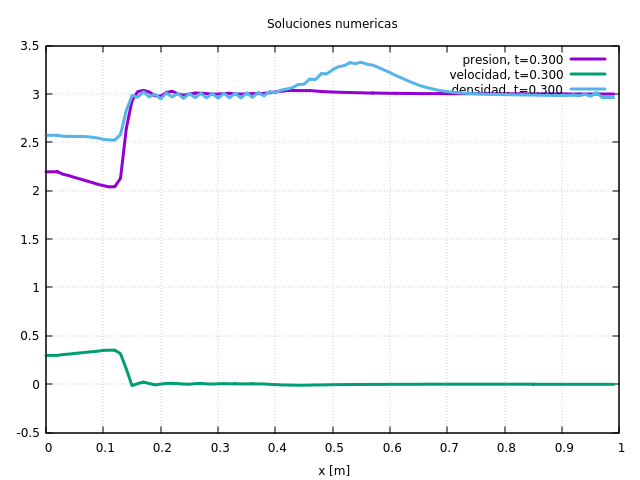 Soluciones numericas
3.5
3
2.5
2
1.5
1
0.5
0
-0.5
presion, t=0.300
velocidad, t=0.300
densidad, t=0.300
0 0.1 0.2 0.3 0.4 0.5 0.6 0.7 0.8 0.9 1
x [m]